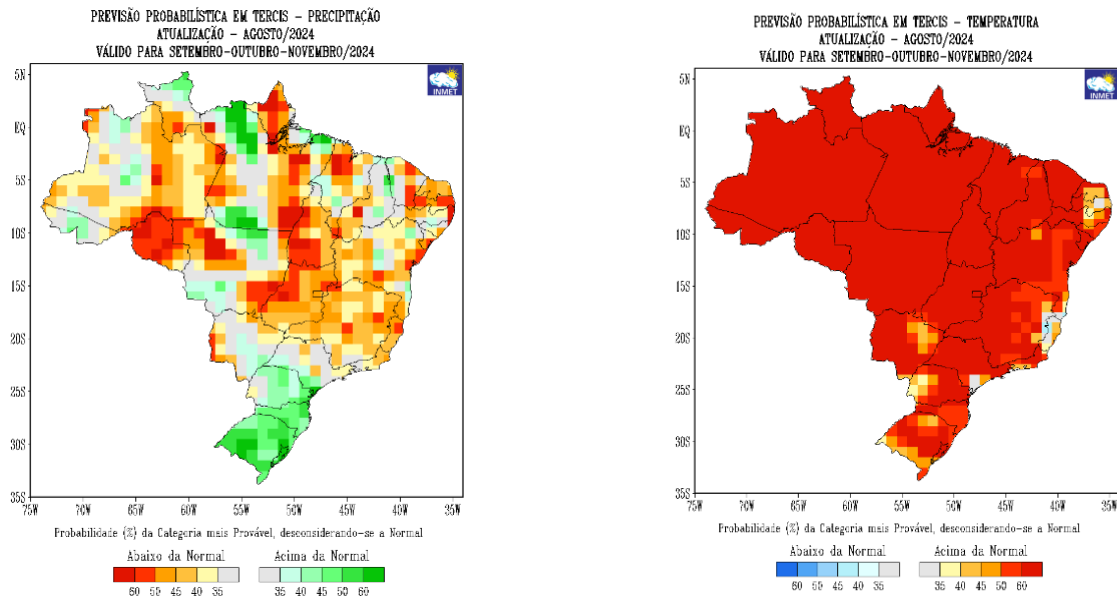 PREVISÃO PROBABILÍSTICA EM TERCIS - PRECIPITAÇÃO
ATUALIZAÇÃO - AGOSTO/2024
VÁLIDO PARA SETEMBRO-OUTUBRO-NOVEMBRO/2024
INMET
5N
EQ
5S
10S
15S
20S
25S
30S
35S
75W 70W 65W 60W 55W 50W 45W 40W 35W
Probabilidade (%) da Categoria mais Provável, desconsiderando-se a Normal
Abaixo da Normal Acima da Normal
60 50 45 40 35 35 40 45 50 60
PREVISÃO PROBABILÍSTICA EM TERCIS - TEMPERATURA
ATUALIZAÇÃO - AGOSTO/2024
VÁLIDO PARA SETEMBRO-OUTUBRO-NOVEMBRO/2024
INMET
5N
EQ
5S
10S
15S
20S
25S
30S
35S
75W 70W 65W 60W 55W 50W 45W 40W 35W
Probabilidade (%) da Categoria mais Provável, desconsiderando-se a Normal
Abaixo da Normal Acima da Normal
60 50 45 40 35 35 40 45 50 60